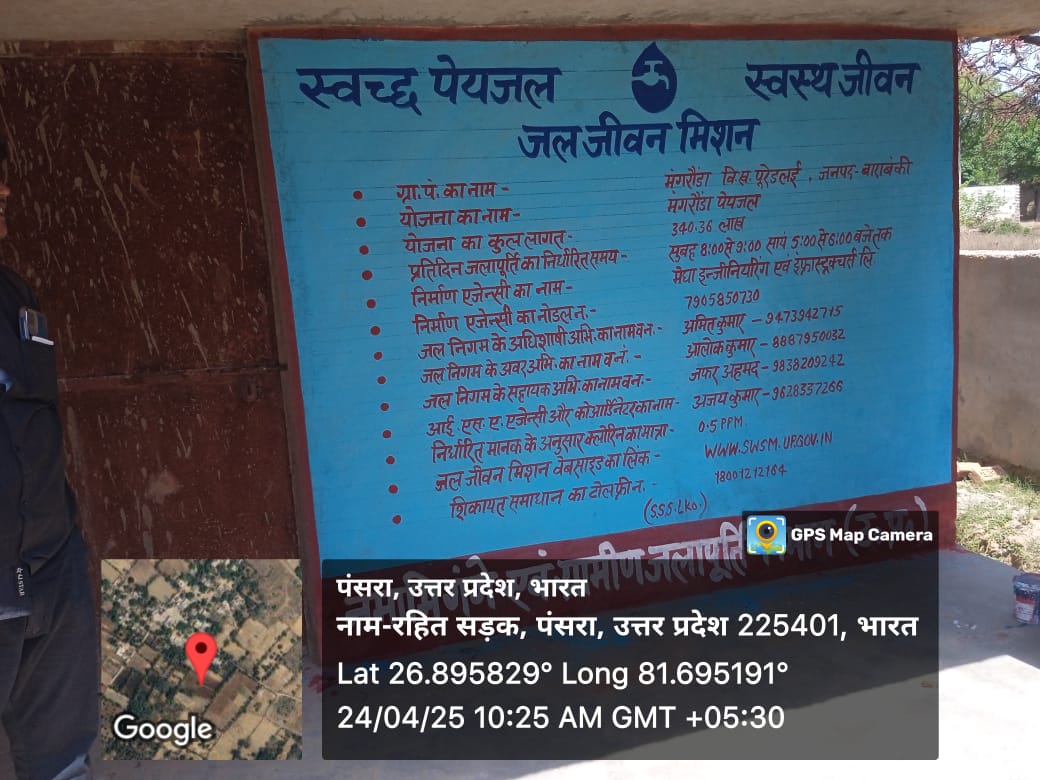 स्वच्छ पेयजल स्वस्थ जीवन
जल जीवन मिशन
ग्रा.पं. का नाम - मंगरौंडा वि.ख. पूरेडलई, जनपद- बाराबंकी
योजना का नाम - मंगरौंडा पेयजल
योजना का कुल लागत - 340.36 लाख
प्रतिदिन जलापूर्ति का निर्धारित समय - सुबह 8:00 से 9:00 सायं 5:00 से 6:00 बजे तक
निर्माण एजेन्सी का नाम - मेघा इन्जीनियरिंग एवं इंफ्रास्ट्रक्चर्स लि
निर्माण एजेन्सी का नोडल न. - 7905850730
जल निगम के अधिशाषी अभि. का नाम व न. - अमित कुमार - 9473942715
जल निगम के अवर अभि. का नाम व नं. - आलोक कुमार - 8887950032
जल निगम के सहायक अभि. का नाम व न. - जफर अहमद - 9838209242
आई.एस.ए. एजेन्सी और कोआर्डिनेटर का नाम - अजय कुमार - 9628337266
निर्धारित मानक के अनुसार क्लोरिन का मात्रा - 0.5 PPM
जल जीवन मिशन वेबसाइड का लिंक - WWW.SWSM.UP.GOV.IN
शिकायत समाधान का टोल फ्री न. - 18001212164
(S.S.S. LKO.)
नमामि गंगे एवं ग्रामीण जलापूर्ति (उ.प्र.)
GPS Map Camera
पंसरा, उत्तर प्रदेश, भारत
नाम-रहित सड़क, पंसरा, उत्तर प्रदेश 225401, भारत
Lat 26.895829° Long 81.695191°
24/04/25 10:25 AM GMT +05:30
Google